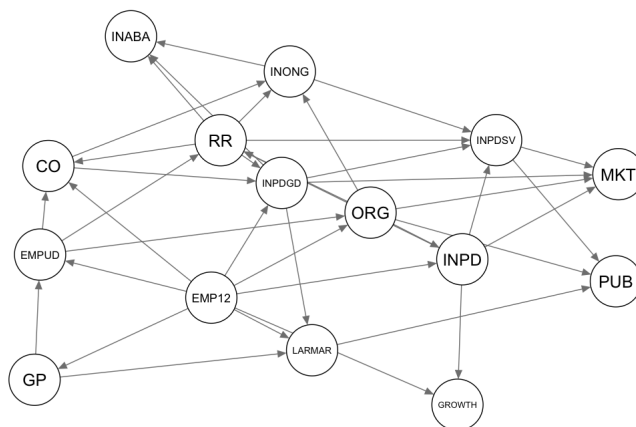 INABA
INONG
RR
INPDSV
CO
INPDGD
MKT
ORG
EMPUD
INPD
PUB
EMP12
LARMAR
GP
GROWTH